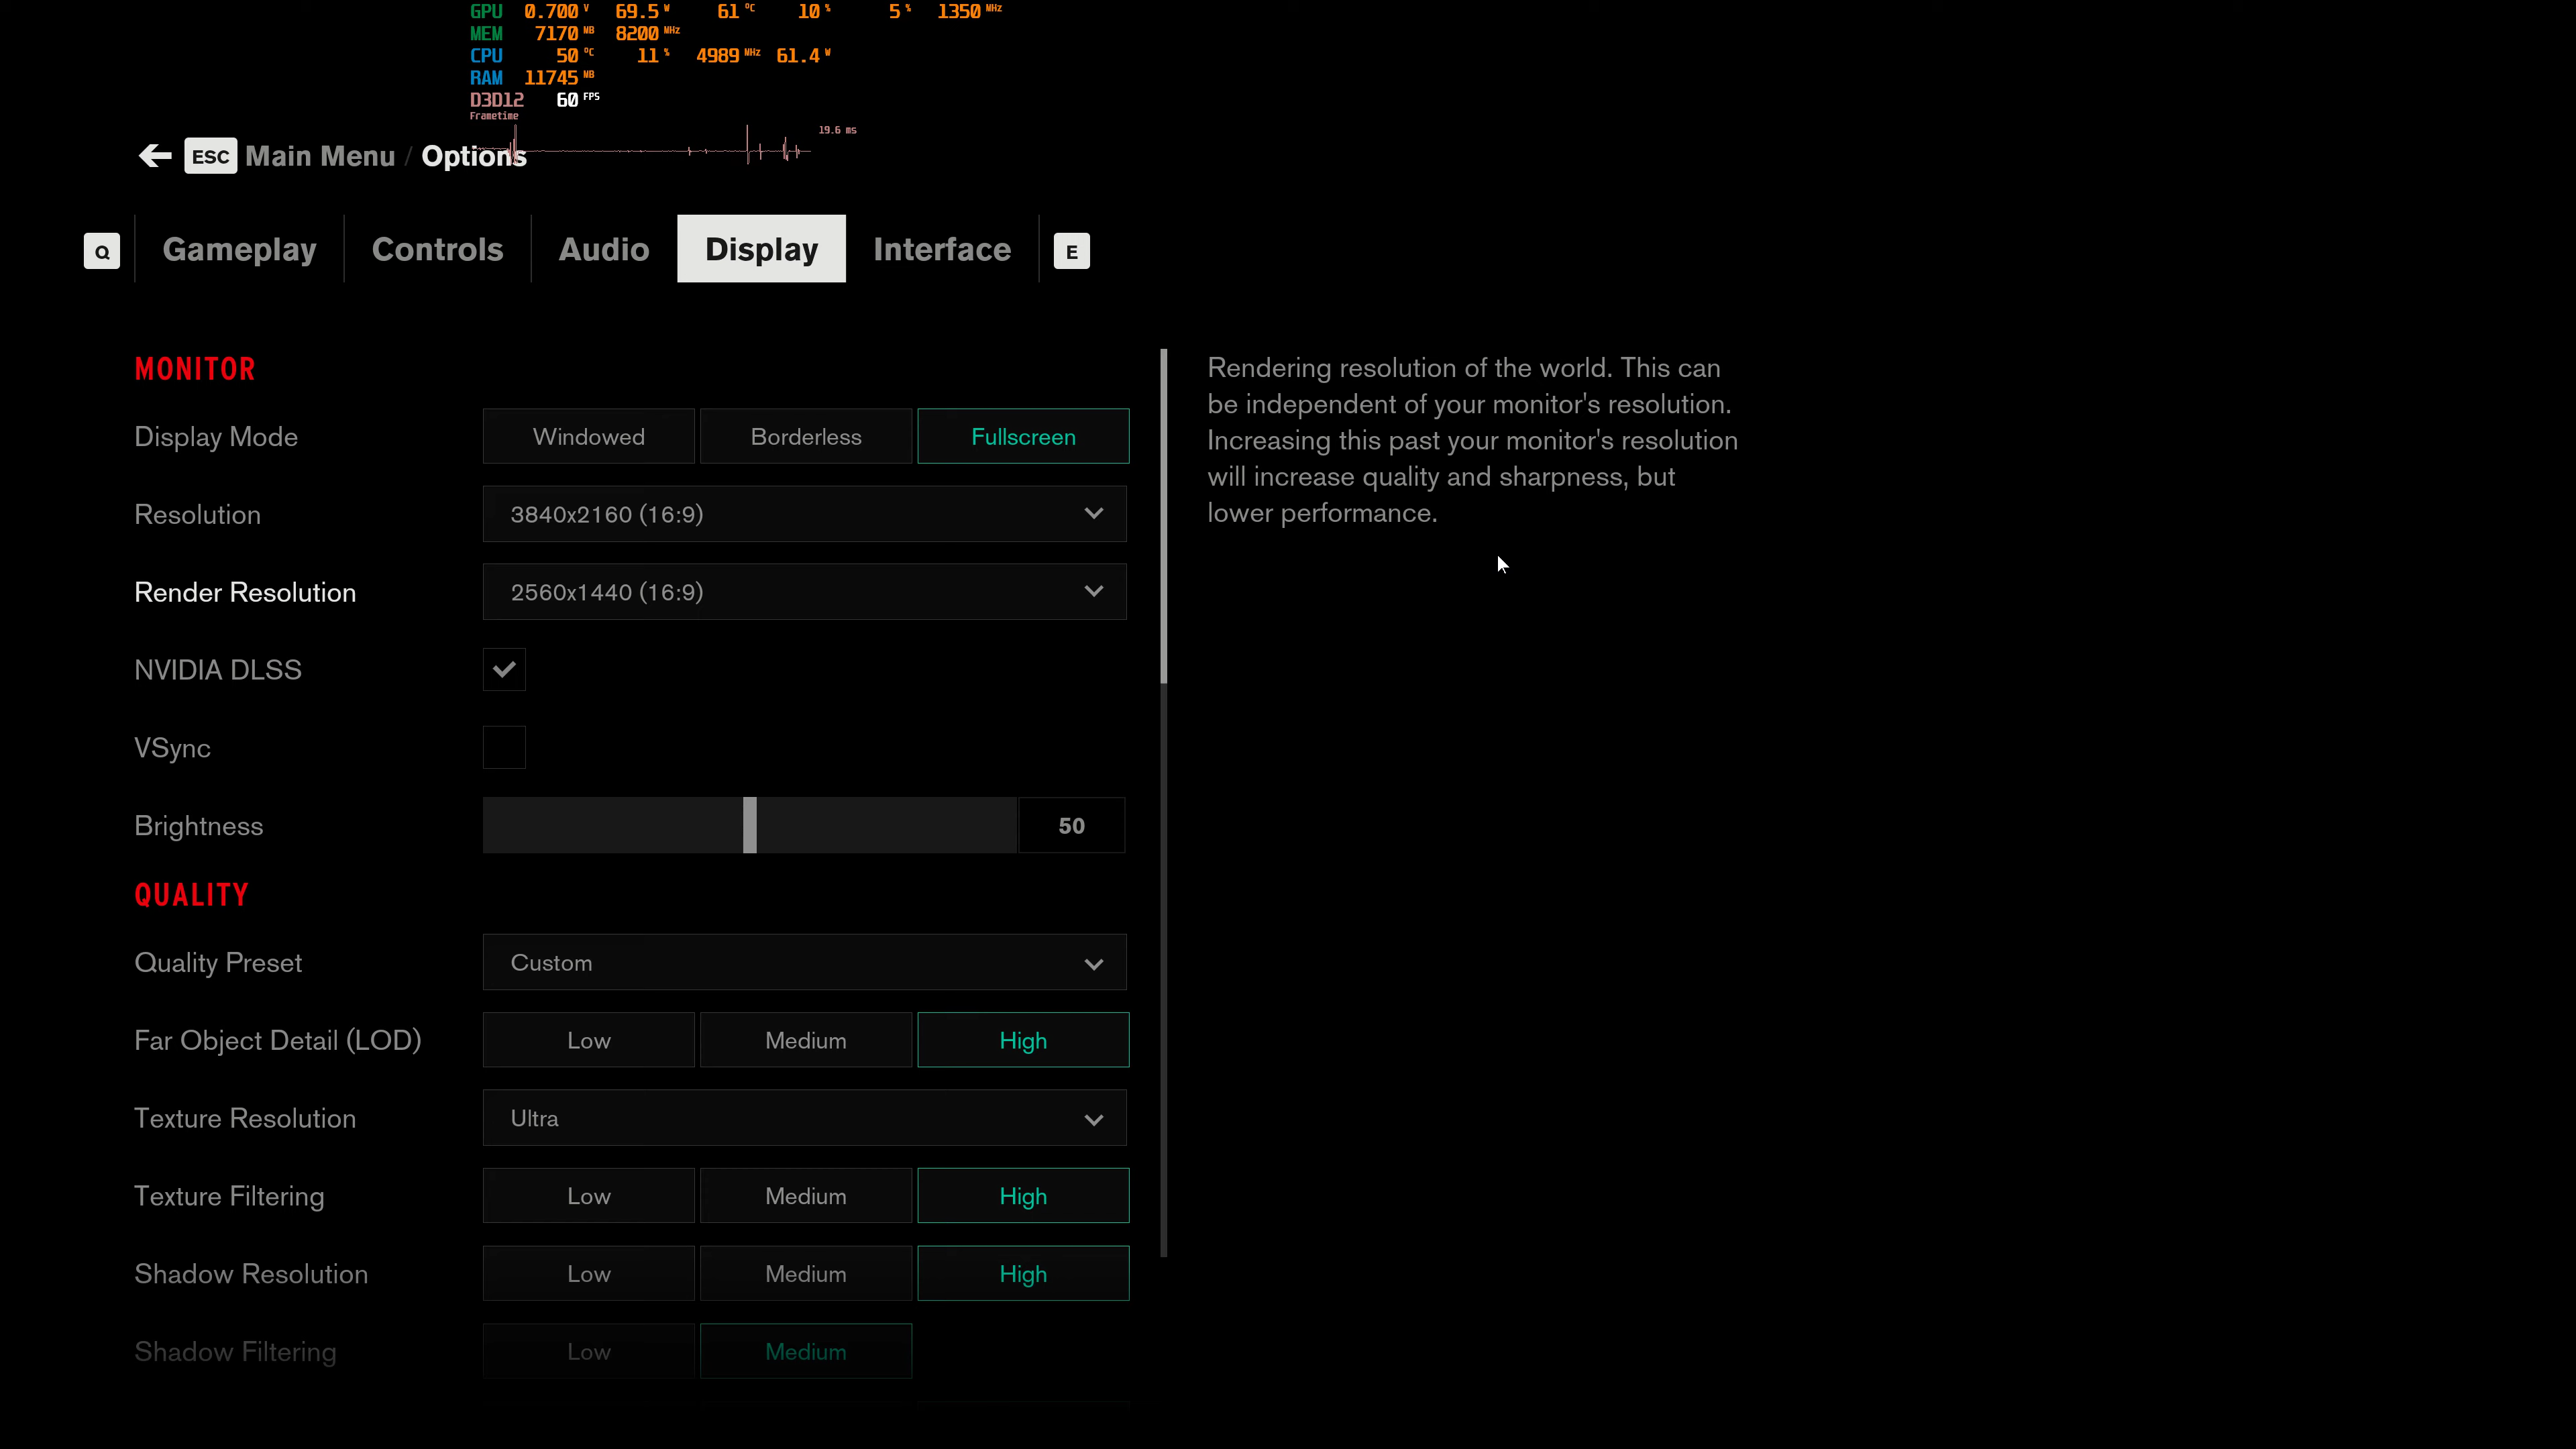 GPU 0.700 V 69.5 W 61 °C 10 % 5 % 1350 MHz
MEM 7170 MB 8200 MHz
CPU 50 °C 11 % 4989 MHz 61.4 W
RAM 11745 MB
D3D12 60 FPS
Frametime
19.6 ms
ESC Main Menu / Options
Q Gameplay Controls Audio Display Interface E
MONITOR
Display Mode Windowed Borderless Fullscreen
Resolution 3840x2160 (16:9)
Render Resolution 2560x1440 (16:9)
NVIDIA DLSS
VSync
Brightness 50
QUALITY
Quality Preset Custom
Far Object Detail (LOD) Low Medium High
Texture Resolution Ultra
Texture Filtering Low Medium High
Shadow Resolution Low Medium High
Shadow Filtering Low Medium
Rendering resolution of the world. This can
be independent of your monitor's resolution.
Increasing this past your monitor's resolution
will increase quality and sharpness, but
lower performance.